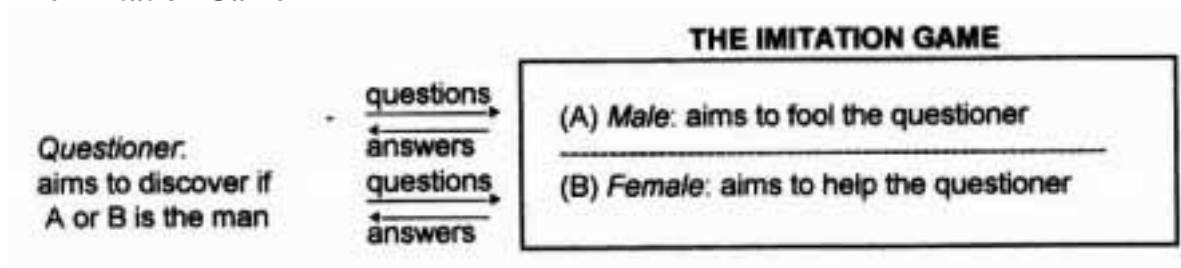 THE IMITATION GAME
questions
(A) Male: aims to fool the questioner
answers
Questioner:
aims to discover if
A or B is the man
questions
(B) Female: aims to help the questioner
answers